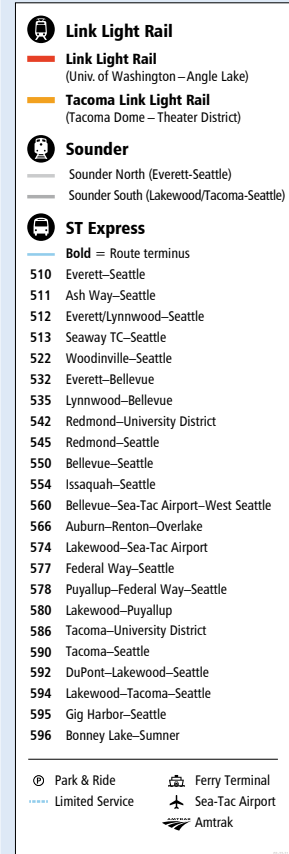 Link Light Rail
Link Light Rail
(Univ. of Washington – Angle Lake)
Tacoma Link Light Rail
(Tacoma Dome – Theater District)
Sounder
Sounder North (Everett-Seattle)
Sounder South (Lakewood/Tacoma-Seattle)
ST Express
Bold = Route terminus
510 Everett–Seattle
511 Ash Way–Seattle
512 Everett/Lynnwood–Seattle
513 Seaway TC–Seattle
522 Woodinville–Seattle
532 Everett–Bellevue
535 Lynnwood–Bellevue
542 Redmond–University District
545 Redmond–Seattle
550 Bellevue–Seattle
554 Issaquah–Seattle
560 Bellevue–Sea-Tac Airport–West Seattle
566 Auburn–Renton–Overlake
574 Lakewood–Sea-Tac Airport
577 Federal Way–Seattle
578 Puyallup–Federal Way–Seattle
580 Lakewood–Puyallup
586 Tacoma–University District
590 Tacoma–Seattle
592 DuPont–Lakewood–Seattle
594 Lakewood–Tacoma–Seattle
595 Gig Harbor–Seattle
596 Bonney Lake–Sumner
P Park & Ride
Limited Service
Ferry Terminal
Sea-Tac Airport
AMTRAK Amtrak